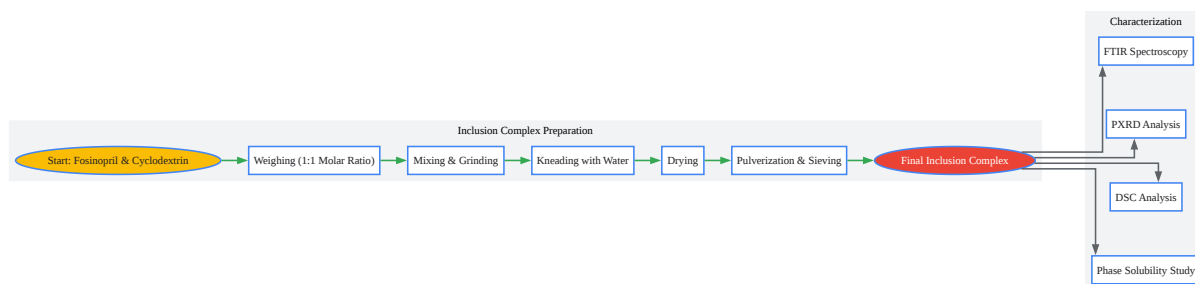 Characterization
FTIR Spectroscopy
PXRD Analysis
Inclusion Complex Preparation
Start: Fosinopril & Cyclodextrin
Weighing (1:1 Molar Ratio)
Mixing & Grinding
Kneading with Water
Drying
Pulverization & Sieving
Final Inclusion Complex
DSC Analysis
Phase Solubility Study